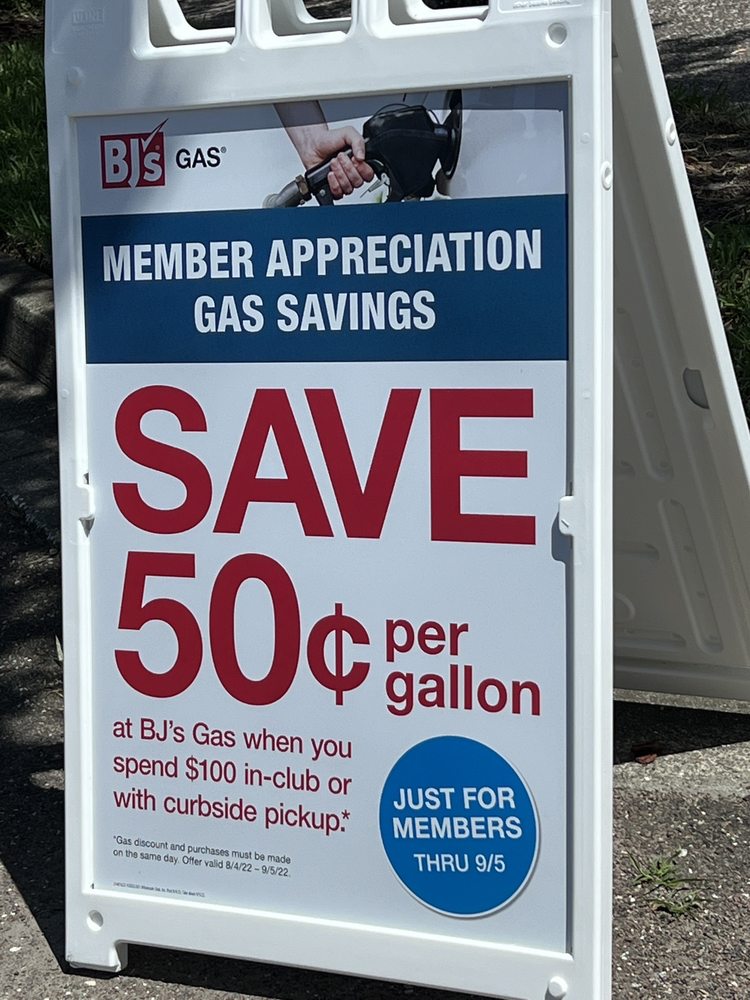 BJ's GAS®
MEMBER APPRECIATION
GAS SAVINGS
SAVE
50¢ per
gallon
at BJ's Gas when you
spend $100 in-club or
with curbside pickup.*
*Gas discount and purchases must be made
on the same day. Offer valid 8/4/22 – 9/5/22.
JUST FOR
MEMBERS
THRU 9/5